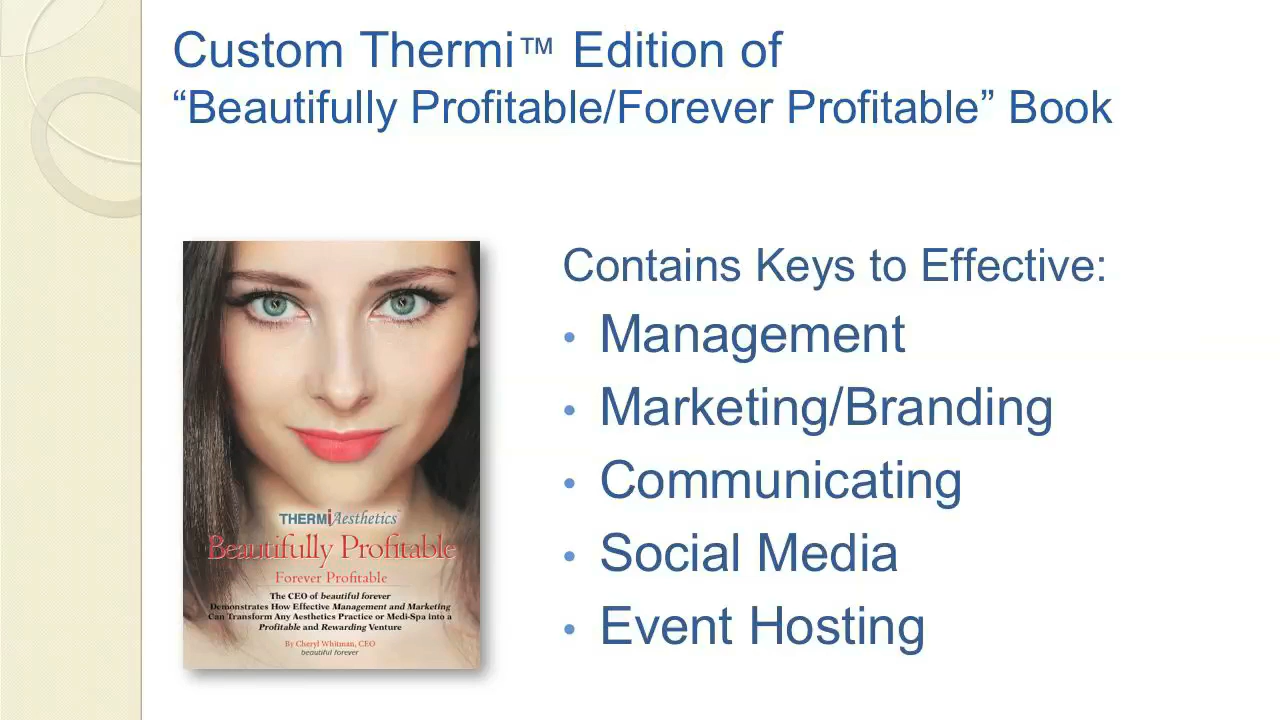 Custom Thermi™ Edition of
“Beautifully Profitable/Forever Profitable” Book
Contains Keys to Effective:
• Management
• Marketing/Branding
• Communicating
• Social Media
• Event Hosting
THERMiAesthetics™
Beautifully Profitable
Forever Profitable
The CEO of beautiful forever
Demonstrates How Effective Management and Marketing
Can Transform Any Aesthetics Practice or Medi-Spa into a
Profitable and Rewarding Venture
By Cheryl Whitman, CEO
beautiful forever